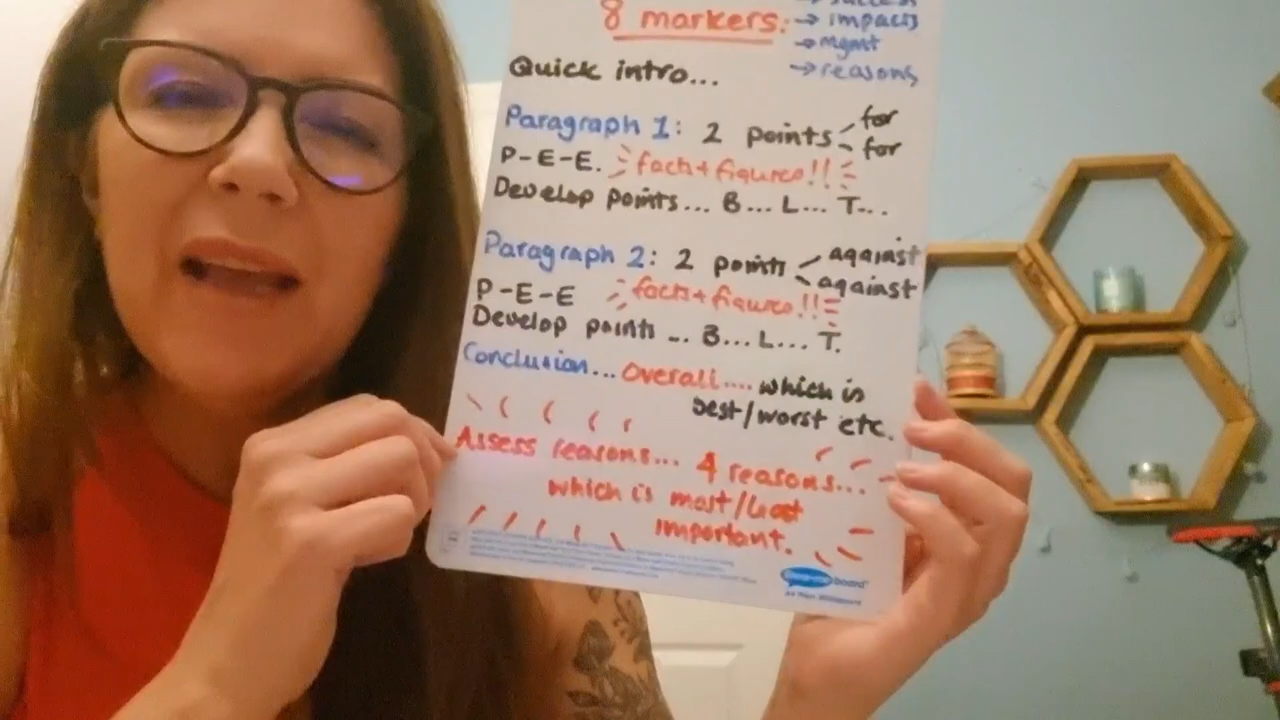 8 markers:
→ success
→ impacts
→ mgmt
→ reasons
Quick intro...
Paragraph 1: 2 points
for
for
P-E-E. facts + figures!!
Develop points... B... L... T...
Paragraph 2: 2 points
against
against
P-E-E facts + figures!!
Develop points ... B... L... T.
Conclusion... Overall.... which is
best/worst etc.
Assess reasons... 4 reasons...
which is most/least
important.
board